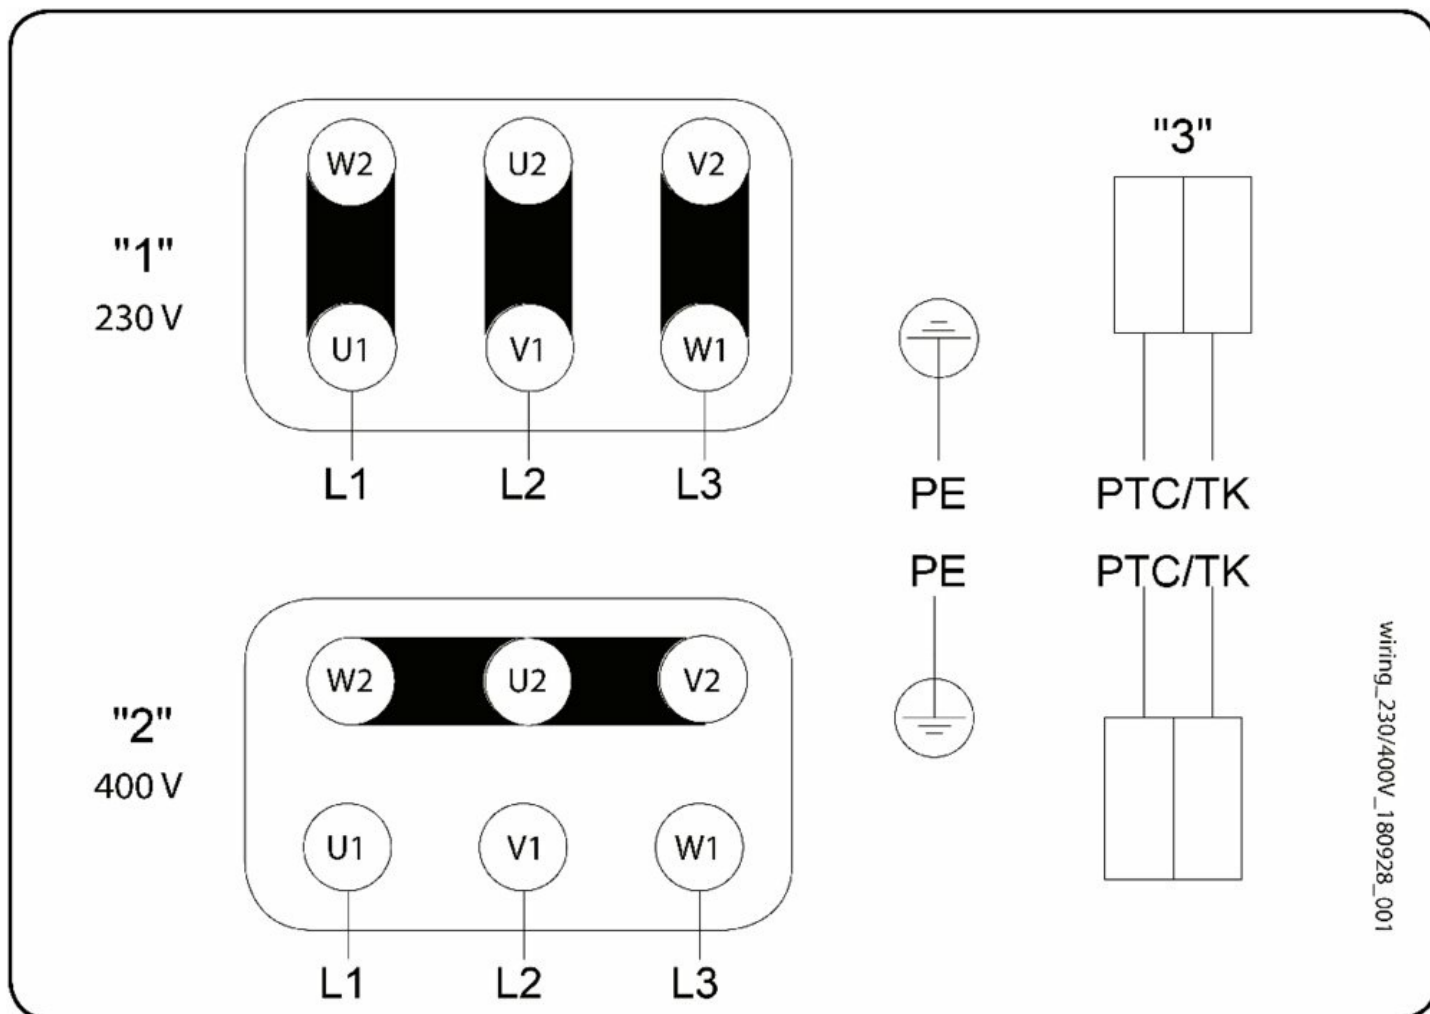 "1"
230 V
W2 U2 V2
U1 V1 W1
L1 L2 L3
PE
"3"
PTC/TK
"2"
400 V
W2 U2 V2
U1 V1 W1
L1 L2 L3
PE
PTC/TK
wiring_230/400V_180928_001